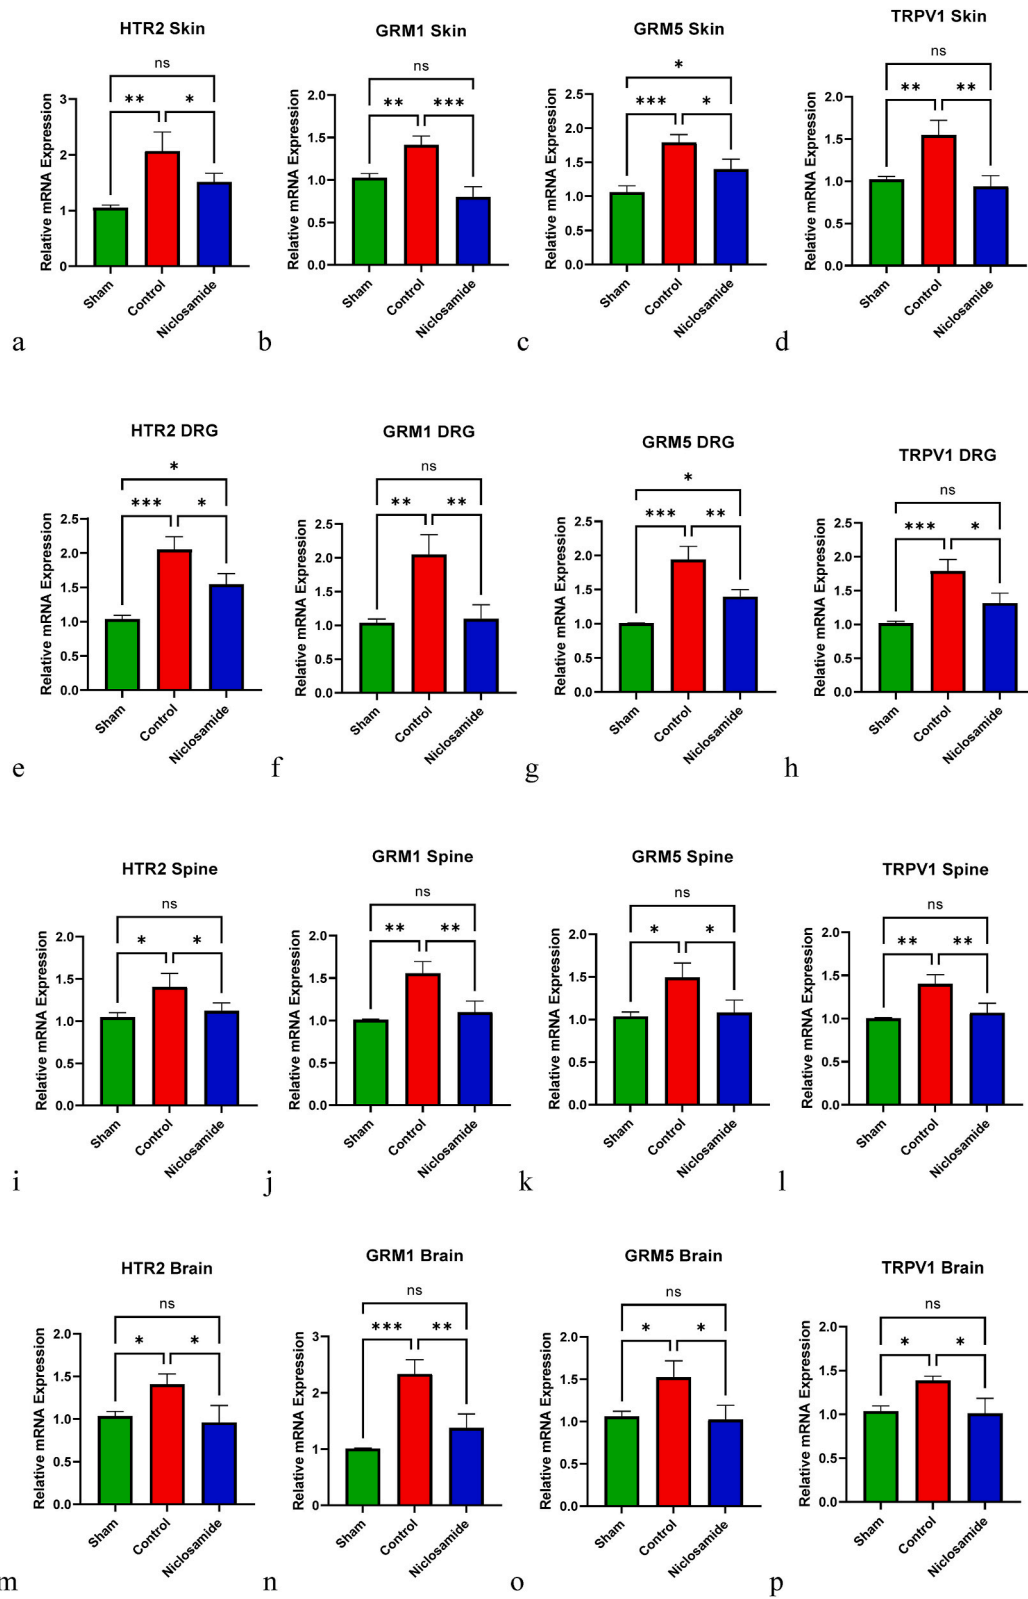 HTR2 Skin
ns
** *
Relative mRNA Expression
3
2
1
0
Sham
Control
Niclosamide
a
GRM1 Skin
ns
** ***
Relative mRNA Expression
2.0
1.5
1.0
0.5
0.0
Sham
Control
Niclosamide
b
GRM5 Skin
*
*** *
Relative mRNA Expression
2.5
2.0
1.5
1.0
0.5
0.0
Sham
Control
Niclosamide
c
TRPV1 Skin
ns
** **
Relative mRNA Expression
2.0
1.5
1.0
0.5
0.0
Sham
Control
Niclosamide
d
HTR2 DRG
*
*** *
Relative mRNA Expression
2.5
2.0
1.5
1.0
0.5
0.0
Sham
Control
Niclosamide
e
GRM1 DRG
ns
** **
Relative mRNA Expression
2.5
2.0
1.5
1.0
0.5
0.0
Sham
Control
Niclosamide
f
GRM5 DRG
*
*** **
Relative mRNA Expression
2.5
2.0
1.5
1.0
0.5
0.0
Sham
Control
Niclosamide
g
TRPV1 DRG
ns
*** *
Relative mRNA Expression
2.5
2.0
1.5
1.0
0.5
0.0
Sham
Control
Niclosamide
h
HTR2 Spine
ns
* *
Relative mRNA Expression
2.0
1.5
1.0
0.5
0.0
Sham
Control
Niclosamide
i
GRM1 Spine
ns
** **
Relative mRNA Expression
2.0
1.5
1.0
0.5
0.0
Sham
Control
Niclosamide
j
GRM5 Spine
ns
* *
Relative mRNA Expression
2.0
1.5
1.0
0.5
0.0
Sham
Control
Niclosamide
k
TRPV1 Spine
ns
** **
Relative mRNA Expression
2.0
1.5
1.0
0.5
0.0
Sham
Control
Niclosamide
l
HTR2 Brain
ns
* *
Relative mRNA Expression
2.0
1.5
1.0
0.5
0.0
Sham
Control
Niclosamide
m
GRM1 Brain
ns
*** **
Relative mRNA Expression
3
2
1
0
Sham
Control
Niclosamide
n
GRM5 Brain
ns
* *
Relative mRNA Expression
2.0
1.5
1.0
0.5
0.0
Sham
Control
Niclosamide
o
TRPV1 Brain
ns
* *
Relative mRNA Expression
2.0
1.5
1.0
0.5
0.0
Sham
Control
Niclosamide
p